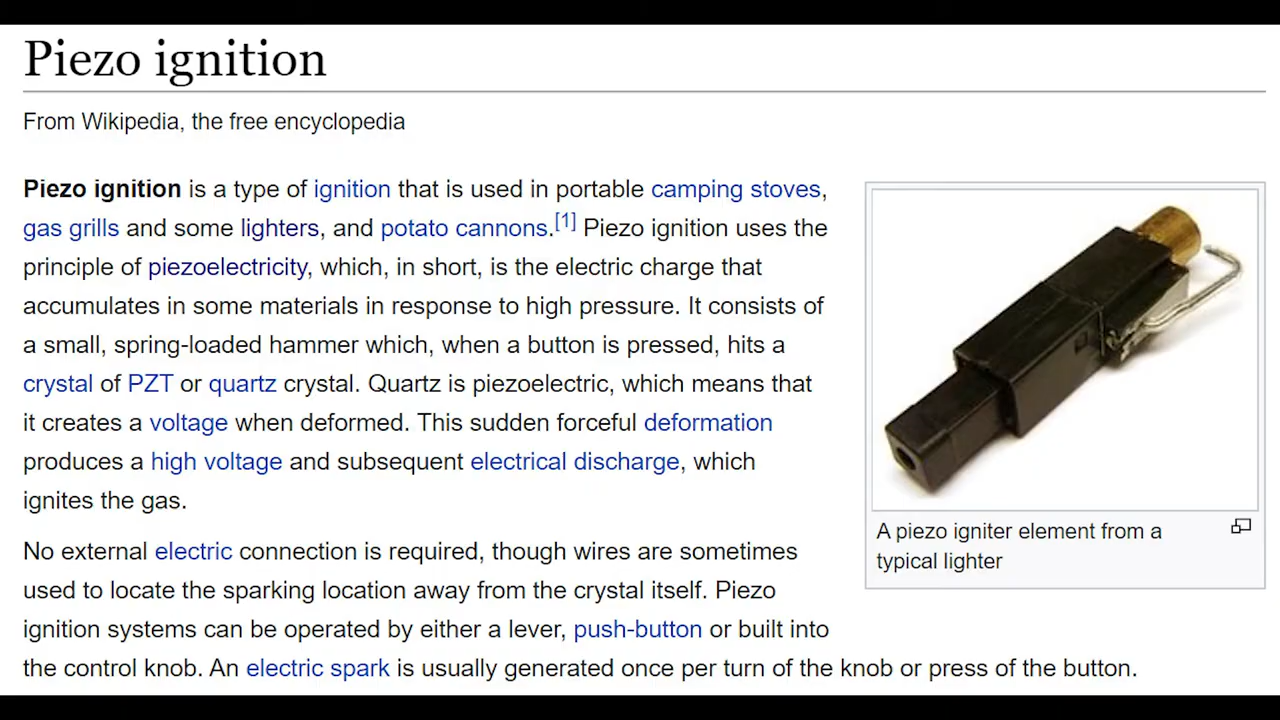 Piezo ignition
From Wikipedia, the free encyclopedia
Piezo ignition is a type of ignition that is used in portable camping stoves,
gas grills and some lighters, and potato cannons.[1] Piezo ignition uses the
principle of piezoelectricity, which, in short, is the electric charge that
accumulates in some materials in response to high pressure. It consists of
a small, spring-loaded hammer which, when a button is pressed, hits a
crystal of PZT or quartz crystal. Quartz is piezoelectric, which means that
it creates a voltage when deformed. This sudden forceful deformation
produces a high voltage and subsequent electrical discharge, which
ignites the gas.
No external electric connection is required, though wires are sometimes
used to locate the sparking location away from the crystal itself. Piezo
ignition systems can be operated by either a lever, push-button or built into
the control knob. An electric spark is usually generated once per turn of the knob or press of the button.
A piezo igniter element from a
typical lighter